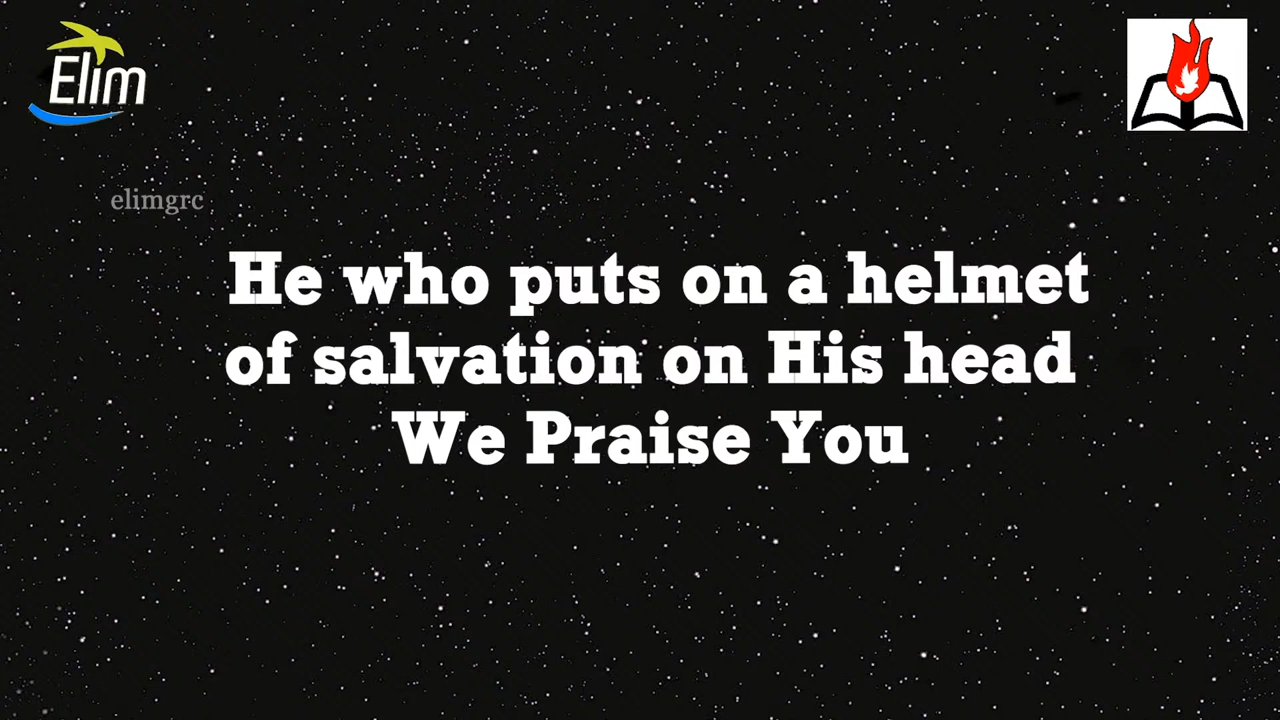 Elim
elimgrc
He who puts on a helmet
of salvation on His head
We Praise You